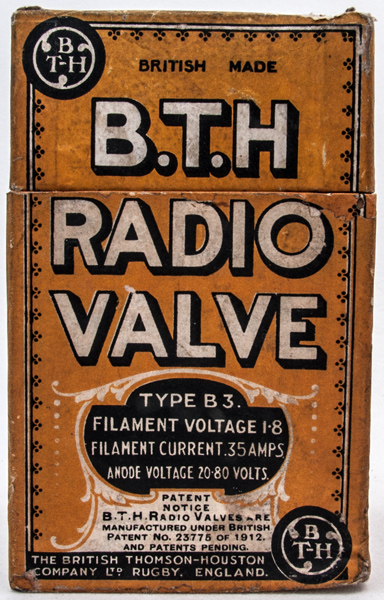 B
T-H
BRITISH MADE
B.T.H
RADIO
VALVE
TYPE B3.
FILAMENT VOLTAGE 1·8
FILAMENT CURRENT .35 AMPS
ANODE VOLTAGE 20-80 VOLTS.
PATENT
NOTICE
B.T.H. RADIO VALVES ARE
MANUFACTURED UNDER BRITISH
PATENT NO. 23775 OF 1912,
AND PATENTS PENDING.
B
T-H
THE BRITISH THOMSON-HOUSTON
COMPANY LTD RUGBY. ENGLAND.